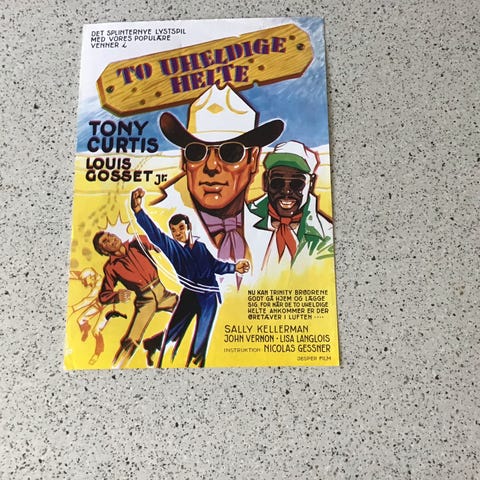 DET SPLINTERNYE LYSTSPIL
MED VORES POPULÆRE
VENNER I
TO UHELDIGE
HELTE
TONY
CURTIS
LOUIS
GOSSET jr.
NU KAN TRINITY BRØDRENE
GODT GÅ HJEM OG LÆGGE
SIG, FOR NÅR DE TO UHELDIGE
HELTE ANKOMMER ER DER
ØRETÆVER I LUFTEN ....
SALLY KELLERMAN
JOHN VERNON · LISA LANGLOIS
INSTRUKTION: NICOLAS GESSNER
JESPER FILM